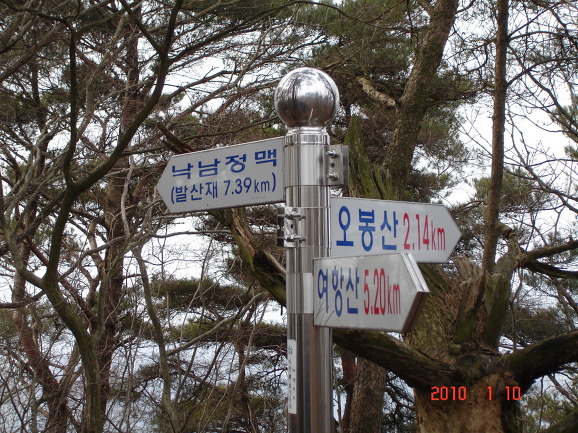 낙남정맥
(발산재 7.39km)
오봉산 2.14km
여항산 5.20km
2010 1 10